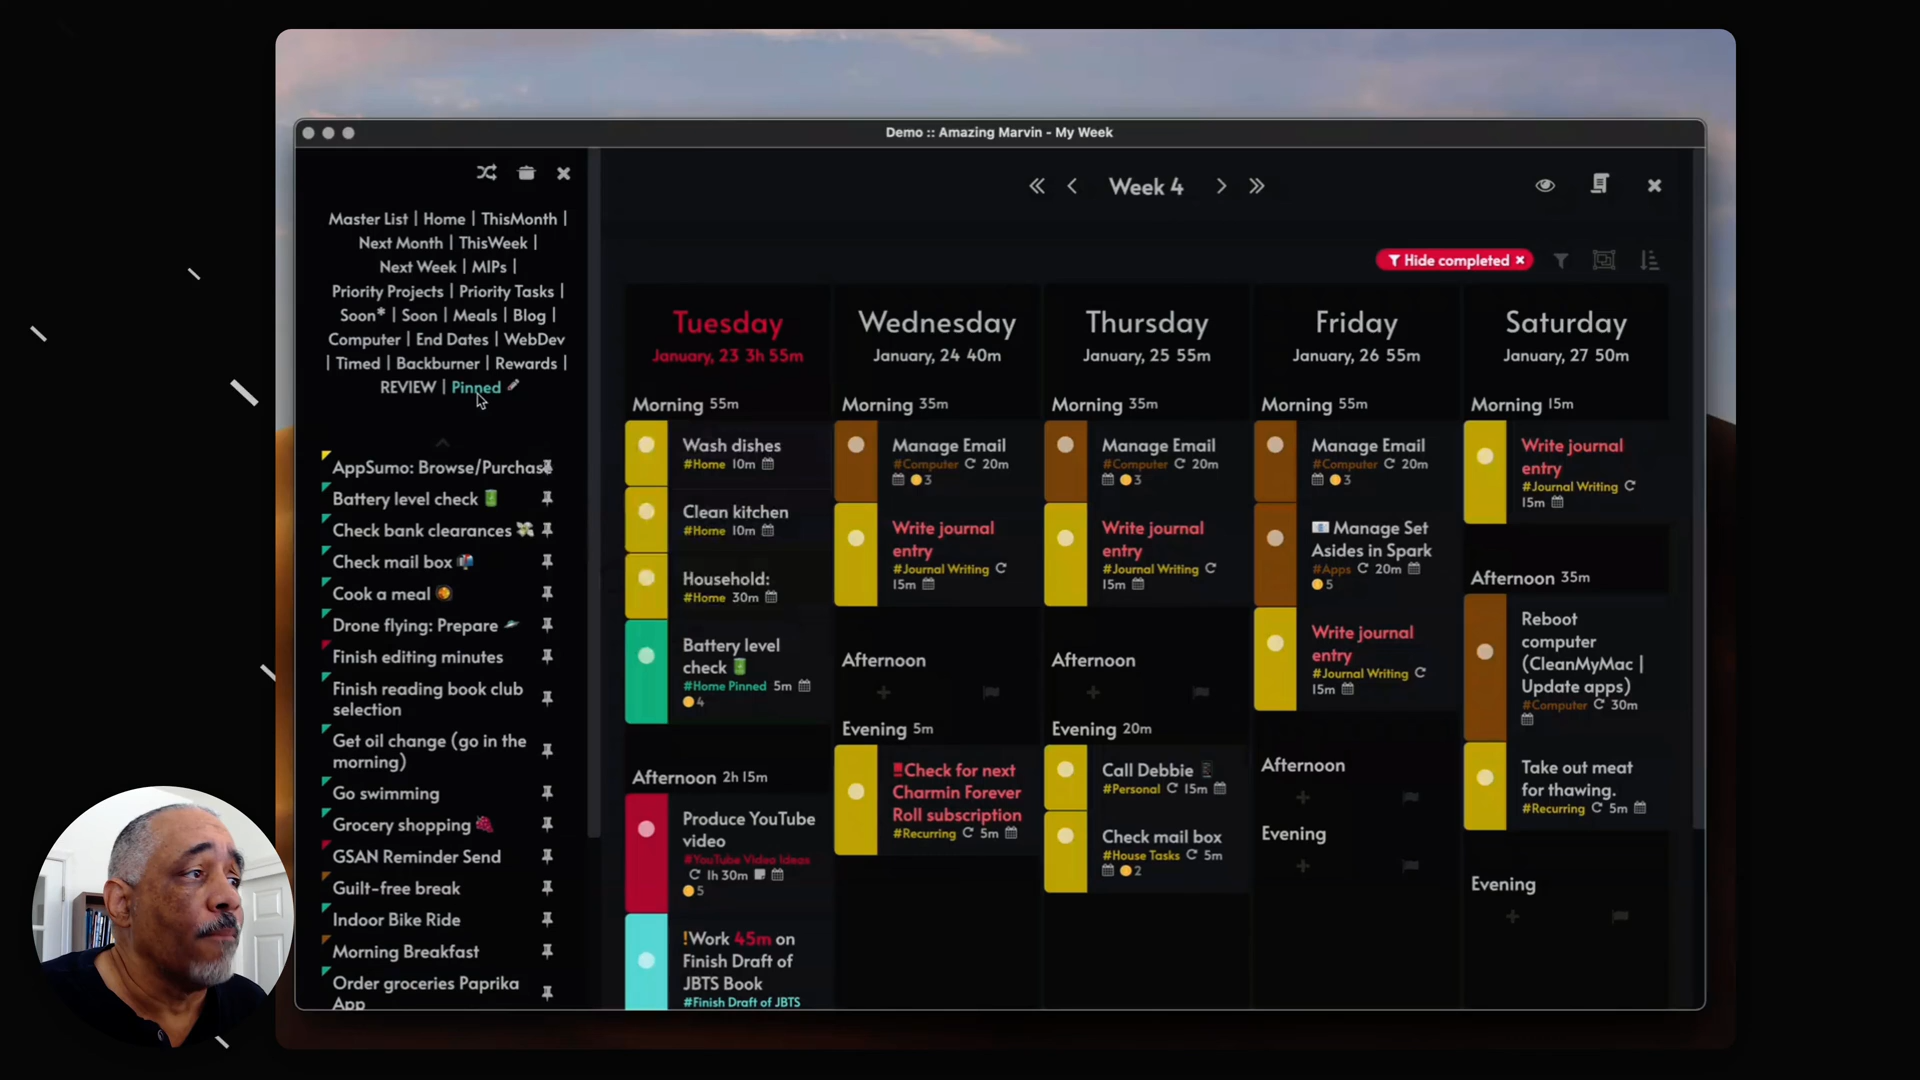 Demo :: Amazing Marvin - My Week
Master List | Home | ThisMonth |
Next Month | ThisWeek |
Next Week | MIPs |
Priority Projects | Priority Tasks |
Soon* | Soon | Meals | Blog |
Computer | End Dates | WebDev
| Timed | Backburner | Rewards |
REVIEW | Pinned
AppSumo: Browse/Purchase
Battery level check 🔋
Check bank clearances 💸
Check mail box 📬
Cook a meal 🥘
Drone flying: Prepare 🛸
Finish editing minutes
Finish reading book club
selection
Get oil change (go in the
morning)
Go swimming
Grocery shopping 🍇
GSAN Reminder Send
Guilt-free break
Indoor Bike Ride
Morning Breakfast
Order groceries Paprika
App
Week 4
Hide completed ×
Tuesday
January, 23 3h 55m
Morning 55m
Wash dishes
#Home 10m
Clean kitchen
#Home 10m
Household:
#Home 30m
Battery level
check 🔋
#Home Pinned 5m
4
Afternoon 2h 15m
Produce YouTube
video
#YouTube Video Ideas
1h 30m
5
!Work 45m on
Finish Draft of
JBTS Book
#Finish Draft of JBTS
Wednesday
January, 24 40m
Morning 35m
Manage Email
#Computer 20m
3
Write journal
entry
#Journal Writing
15m
Afternoon
Evening 5m
!!Check for next
Charmin Forever
Roll subscription
#Recurring 5m
Thursday
January, 25 55m
Morning 35m
Manage Email
#Computer 20m
3
Write journal
entry
#Journal Writing
15m
Afternoon
Evening 20m
Call Debbie 📱
#Personal 15m
Check mail box
#House Tasks 5m
2
Friday
January, 26 55m
Morning 55m
Manage Email
#Computer 20m
3
📧 Manage Set
Asides in Spark
#Apps 20m
5
Write journal
entry
#Journal Writing
15m
Afternoon
Evening
Saturday
January, 27 50m
Morning 15m
Write journal
entry
#Journal Writing
15m
Afternoon 35m
Reboot
computer
(CleanMyMac |
Update apps)
#Computer 30m
Take out meat
for thawing.
#Recurring 5m
Evening